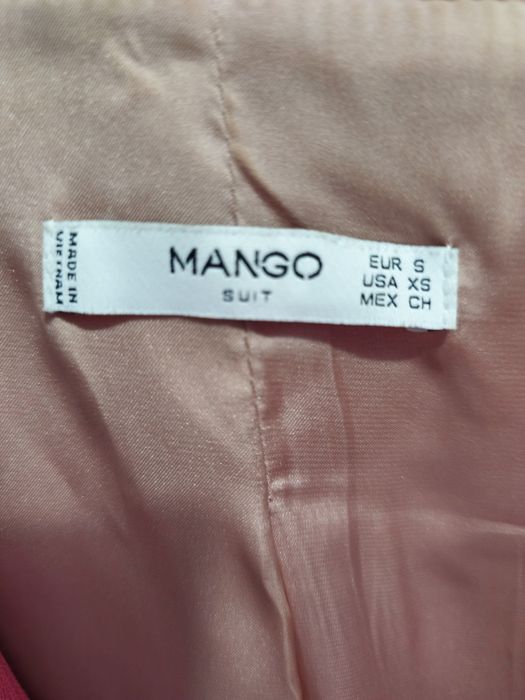 MADE IN
VIETNAM
MANGO
SUIT
EUR S
USA XS
MEX CH